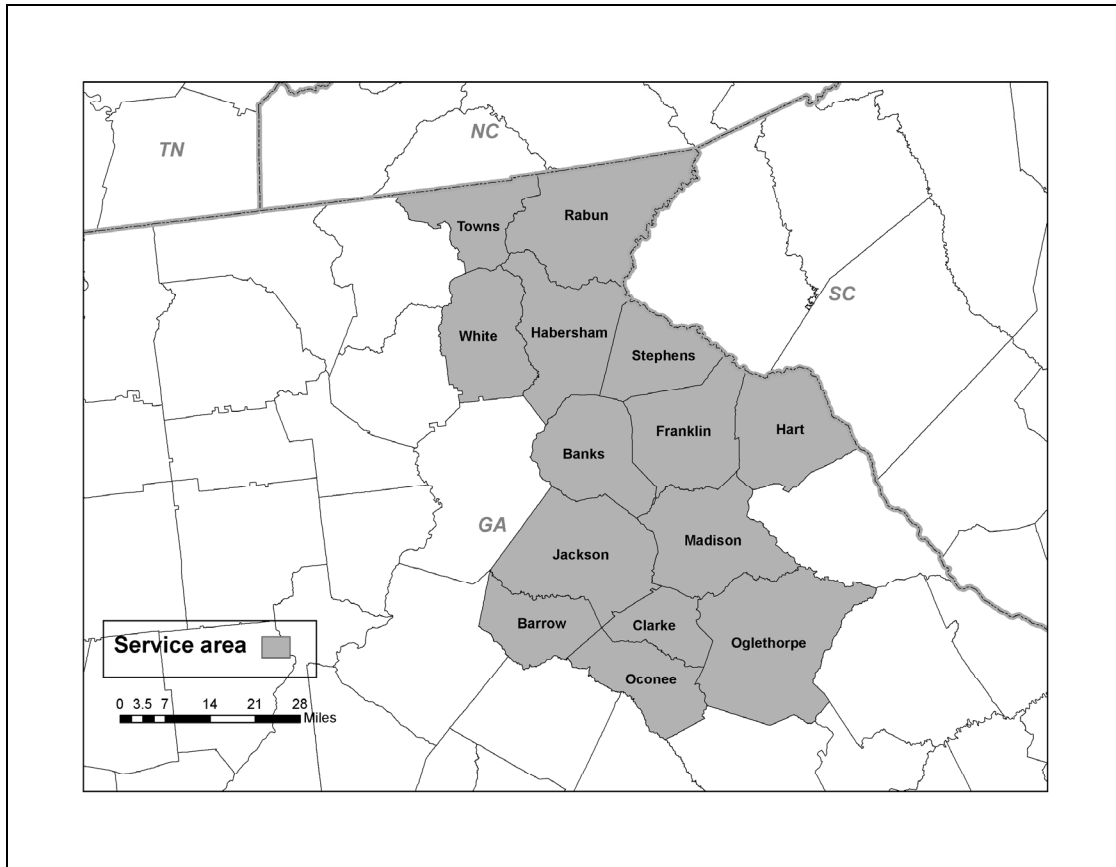 TN
NC
Towns
Rabun
SC
White
Habersham
Stephens
Franklin
Hart
Banks
GA
Jackson
Madison
Barrow
Clarke
Oglethorpe
Service area
Oconee
0 3.5 7 14 21 28
Miles